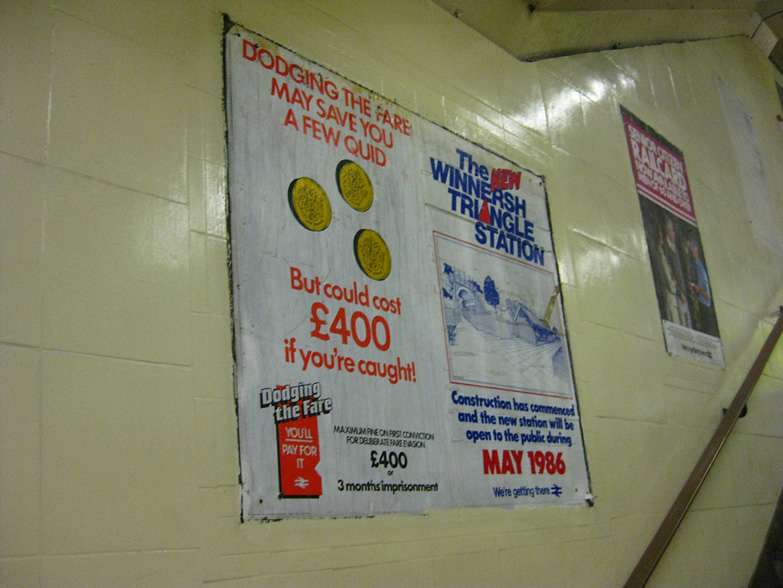 DODGING THE FARE
MAY SAVE YOU
A FEW QUID
But could cost
£400
if you're caught!
Dodging
the Fare
YOU'LL
PAY FOR
IT
MAXIMUM FINE ON FIRST CONVICTION
FOR DELIBERATE FARE EVASION
£400
or
3 months' imprisonment
The NEW
WINNERSH
TRIANGLE
STATION
Construction has commenced
and the new station will be
open to the public during
MAY 1986
We're getting there
SENIOR CITIZEN
RAILCARD